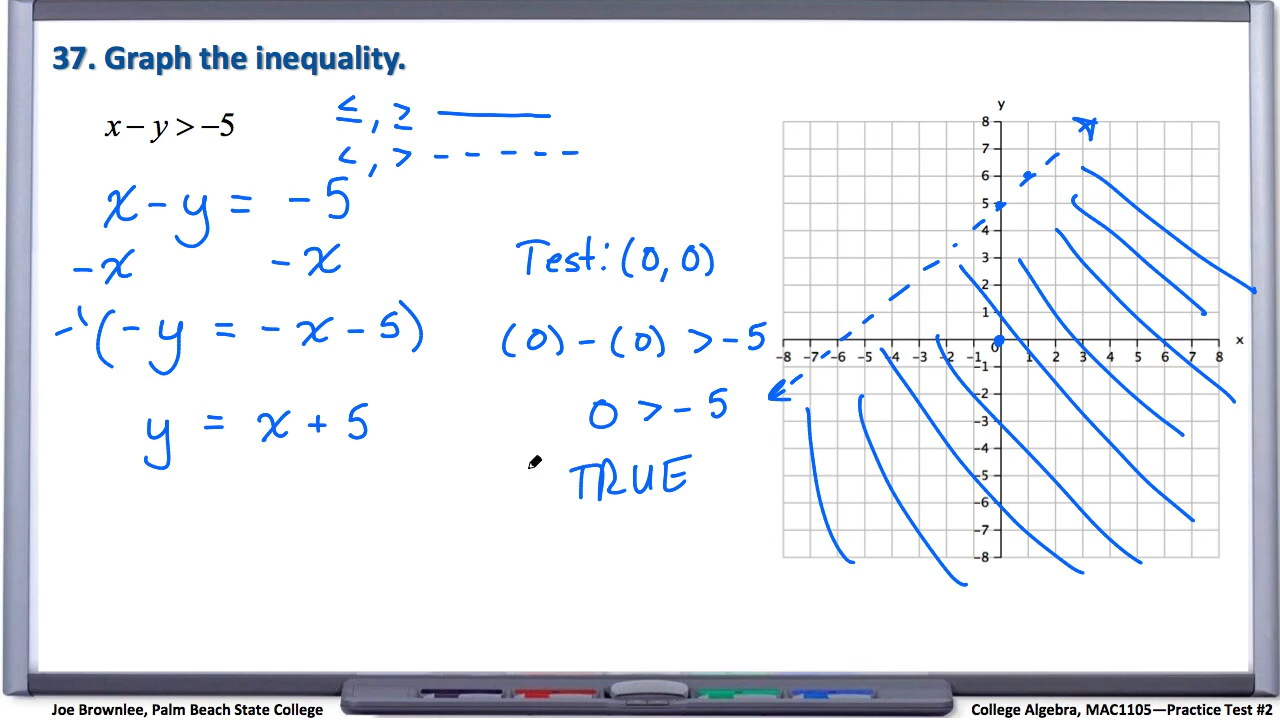 37. Graph the inequality.
x − y > −5
≤, ≥
<, >
x - y = -5
-x -x
-1(-y = -x - 5)
y = x + 5
Test: (0, 0)
(0) - (0) > -5
0 > -5
TRUE
y
8
7
6
5
4
3
2
1
-8 -7 -6 -5 -4 -3 -2 -1 0 1 2 3 4 5 6 7 8 x
-1
-2
-3
-4
-5
-6
-7
-8
Joe Brownlee, Palm Beach State College
College Algebra, MAC1105—Practice Test #2